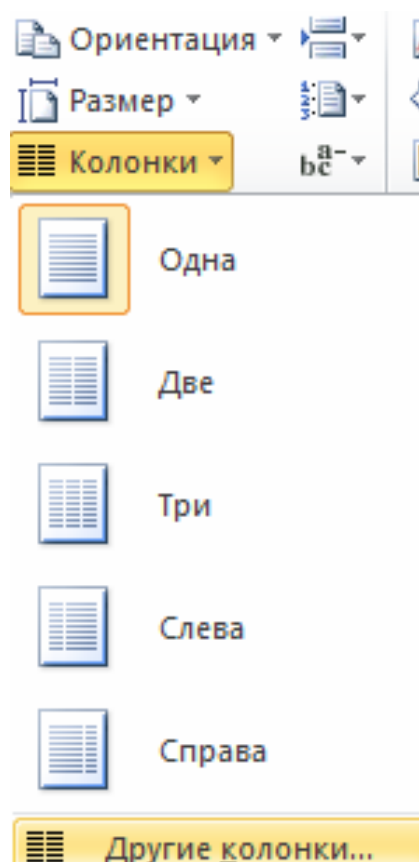 Ориентация
Размер
Колонки
Одна
Две
Три
Слева
Справа
Другие колонки...